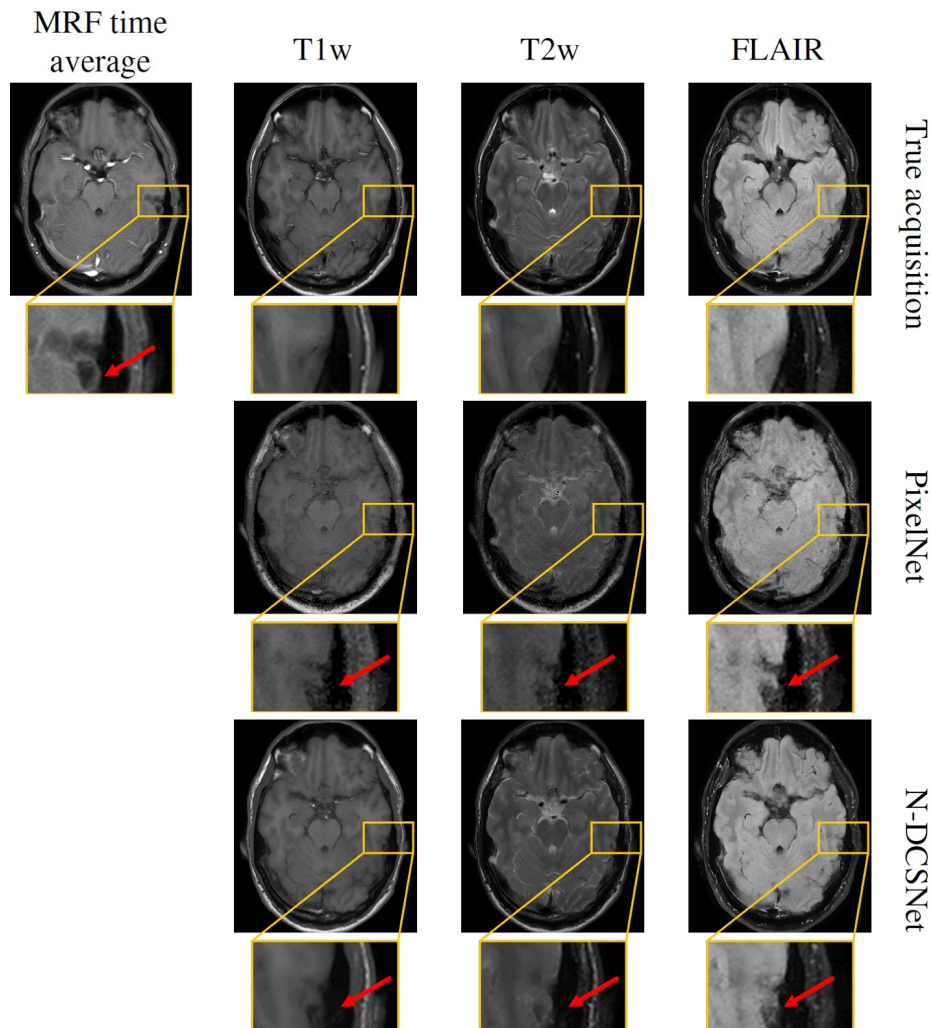 MRF time
average
T1w
T2w
FLAIR
True acquisition
PixelNet
N-DCSNet